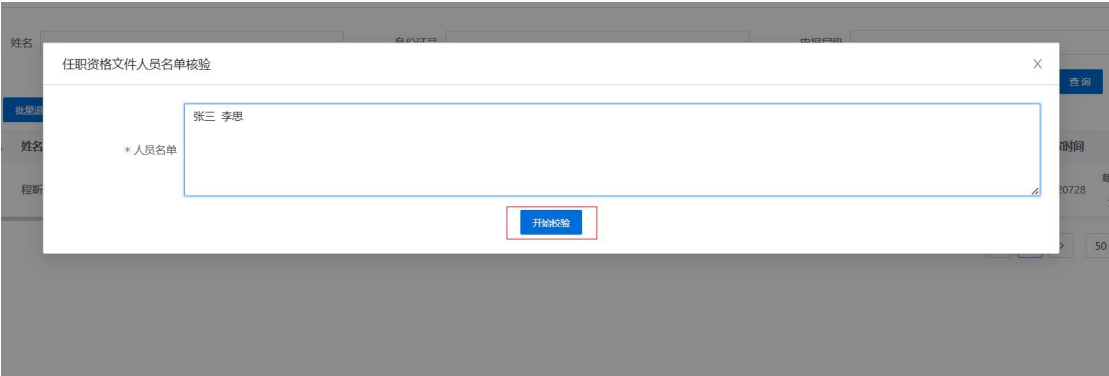 姓名
任职资格文件人员名单核验
查询
张三 李思
姓名
* 人员名单
时间
程昕
20728
开始校验
50